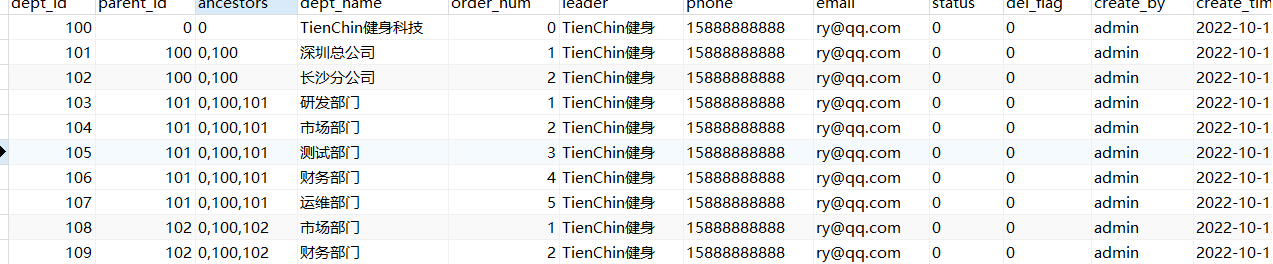 dept_id parent_id ancestors dept_name order_num leader phone email status del_flag create_by create_tim
100 0 0 TienChin健身科技 0 TienChin健身 15888888888 ry@qq.com 0 0 admin 2022-10-1
101 100 0,100 深圳总公司 1 TienChin健身 15888888888 ry@qq.com 0 0 admin 2022-10-1
102 100 0,100 长沙分公司 2 TienChin健身 15888888888 ry@qq.com 0 0 admin 2022-10-1
103 101 0,100,101 研发部门 1 TienChin健身 15888888888 ry@qq.com 0 0 admin 2022-10-1
104 101 0,100,101 市场部门 2 TienChin健身 15888888888 ry@qq.com 0 0 admin 2022-10-1
105 101 0,100,101 测试部门 3 TienChin健身 15888888888 ry@qq.com 0 0 admin 2022-10-1
106 101 0,100,101 财务部门 4 TienChin健身 15888888888 ry@qq.com 0 0 admin 2022-10-1
107 101 0,100,101 运维部门 5 TienChin健身 15888888888 ry@qq.com 0 0 admin 2022-10-1
108 102 0,100,102 市场部门 1 TienChin健身 15888888888 ry@qq.com 0 0 admin 2022-10-1
109 102 0,100,102 财务部门 2 TienChin健身 15888888888 ry@qq.com 0 0 admin 2022-10-1